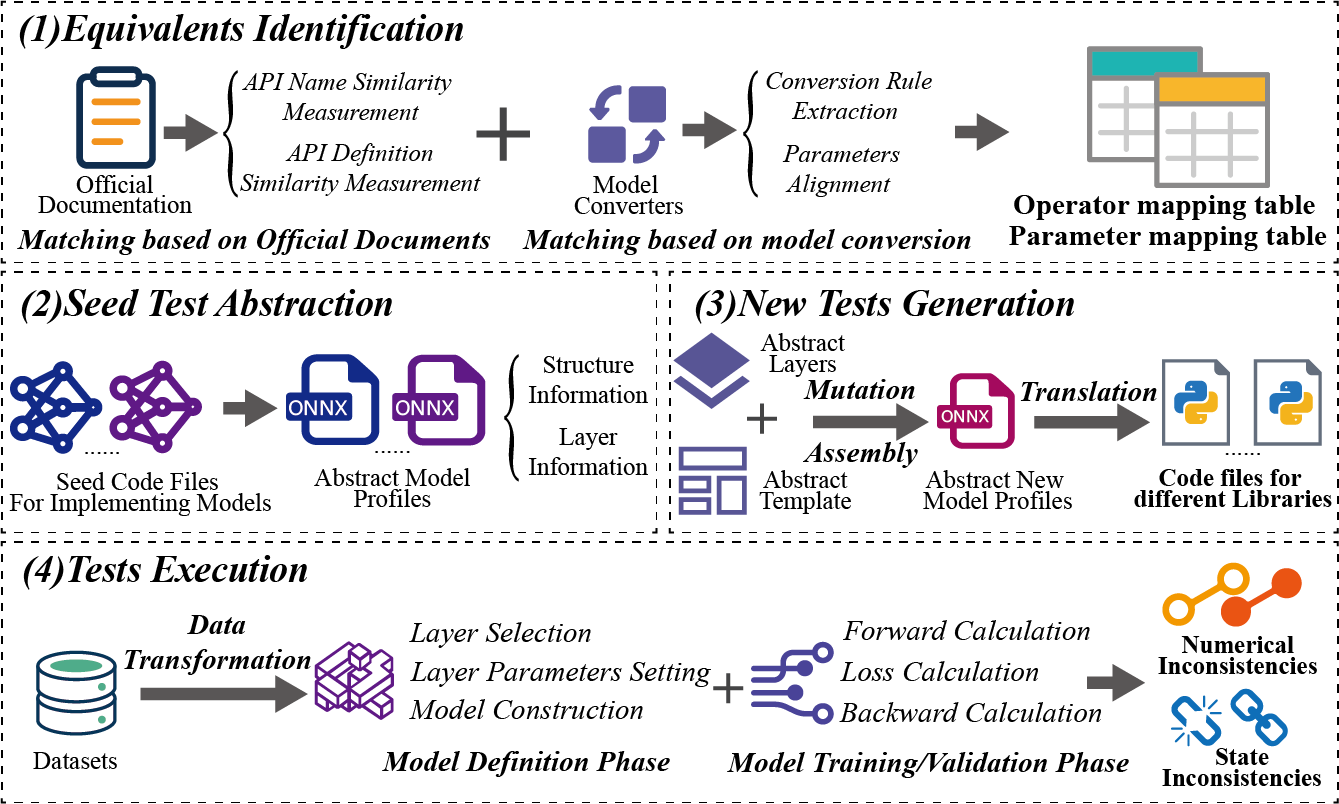 (1)Equivalents Identification
API Name Similarity
Measurement
API Definition
Similarity Measurement
Official
Documentation
Matching based on Official Documents
Model
Converters
Conversion Rule
Extraction
Parameters
Alignment
Matching based on model conversion
Operator mapping table
Parameter mapping table
(2)Seed Test Abstraction
......
Seed Code Files
For Implementing Models
ONNX
ONNX
......
Abstract Model
Profiles
Structure
Information
Layer
Information
(3)New Tests Generation
Abstract
Layers
+
Abstract
Template
Mutation
Assembly
ONNX
Abstract New
Model Profiles
Translation
......
Code files for
different Libraries
(4)Tests Execution
Datasets
Data
Transformation
Layer Selection
Layer Parameters Setting
Model Construction
Model Definition Phase
+
Forward Calculation
Loss Calculation
Backward Calculation
Model Training/Validation Phase
Numerical
Inconsistencies
State
Inconsistencies